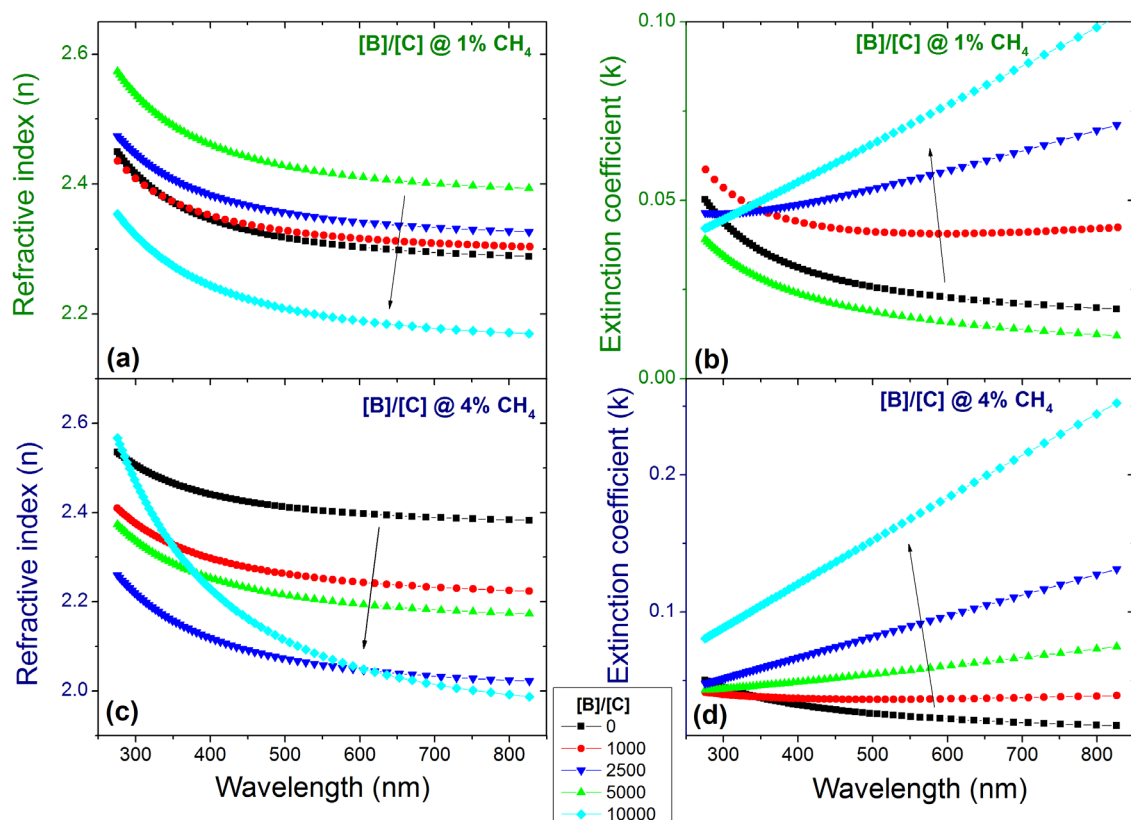 [B]/[C] @ 1% CH4
Refractive index (n)
2.6
2.4
2.2
(a)
[B]/[C] @ 1% CH4
Extinction coefficient (k)
0.10
0.05
0.00
(b)
[B]/[C] @ 4% CH4
Refractive index (n)
2.6
2.4
2.2
2.0
(c)
300 400 500 600 700 800
Wavelength (nm)
[B]/[C] @ 4% CH4
Extinction coefficient (k)
0.2
0.1
(d)
300 400 500 600 700 800
Wavelength (nm)
[B]/[C]
0
1000
2500
5000
10000